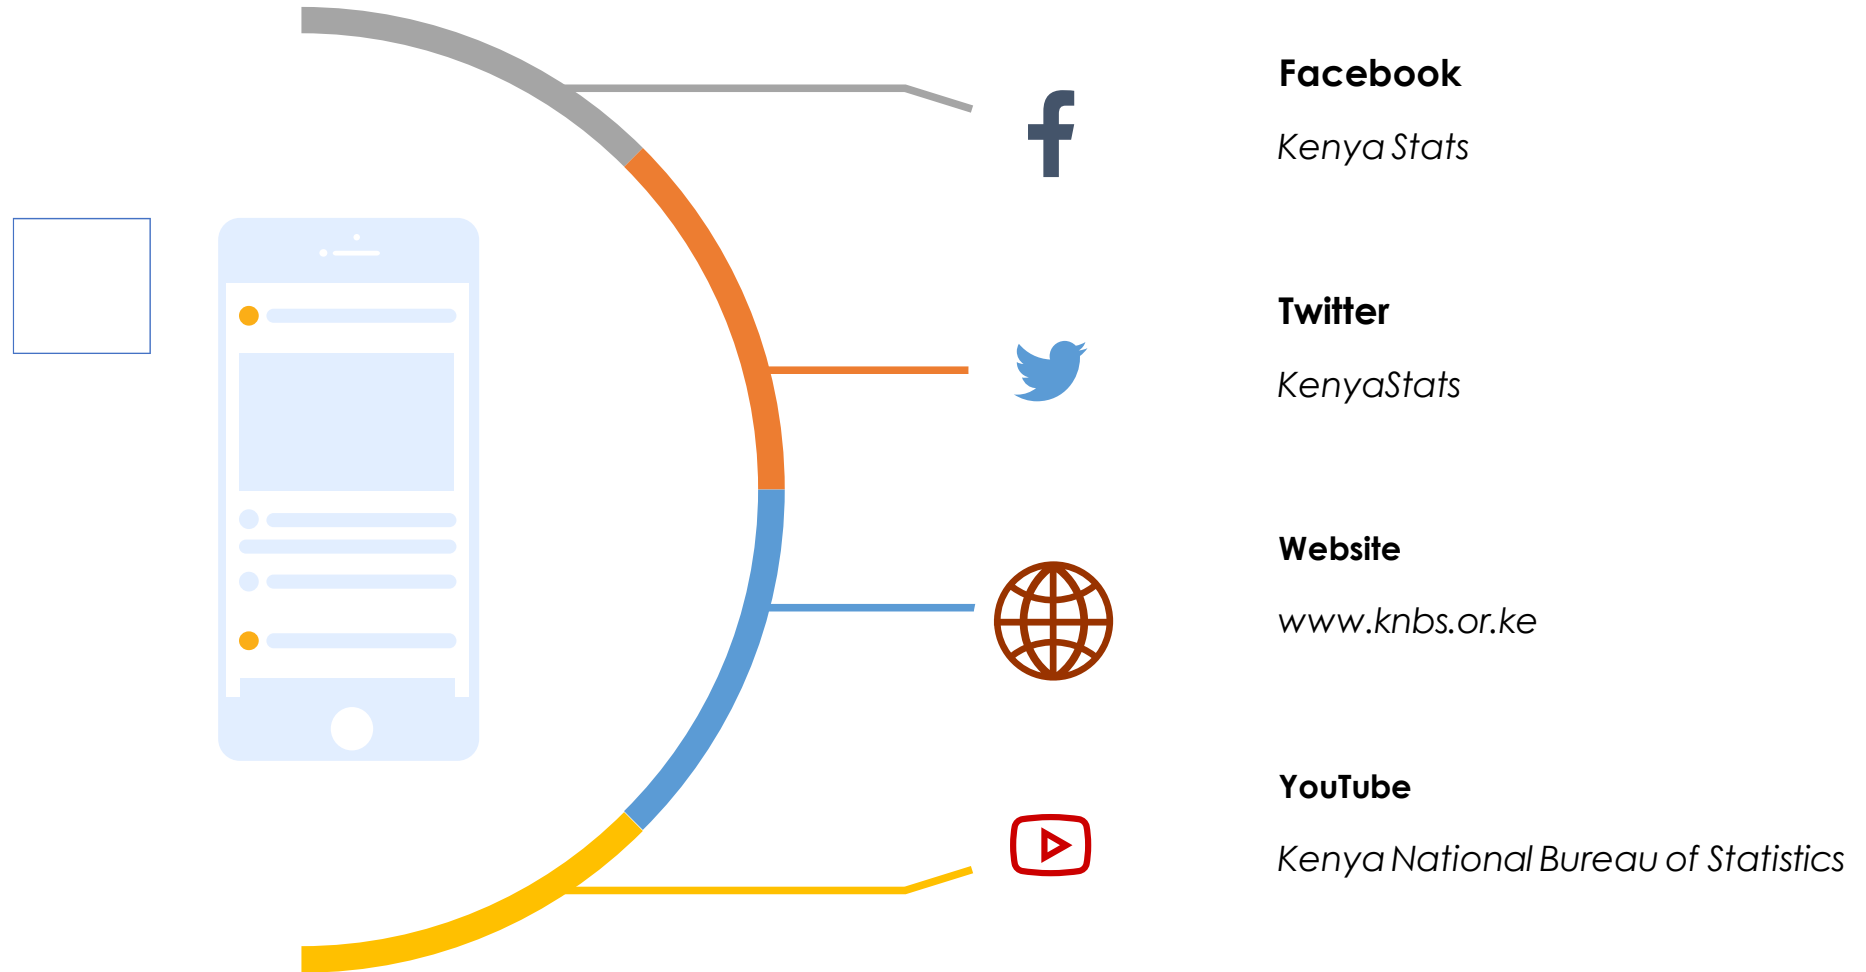 Facebook
Kenya Stats
Twitter
KenyaStats
Website
www.knbs.or.ke
YouTube
Kenya National Bureau of Statistics